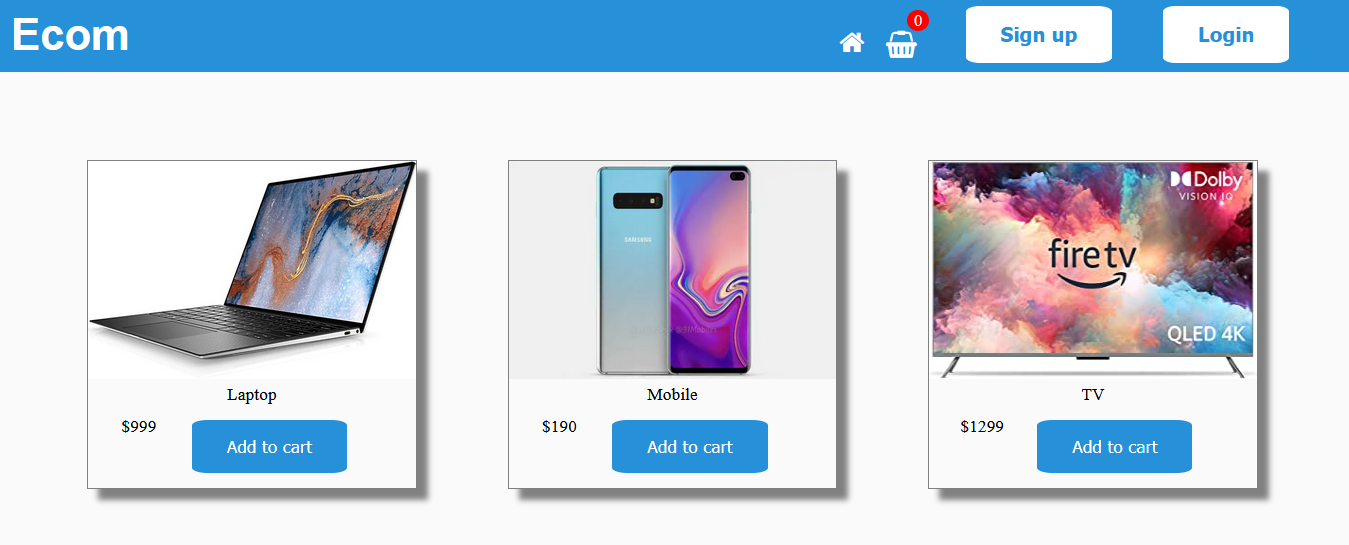 Ecom
0
Sign up
Login
SAMSUNG
Dolby
VISION IQ
fire tv
QLED 4K
Laptop
Mobile
TV
$999
Add to cart
$190
Add to cart
$1299
Add to cart